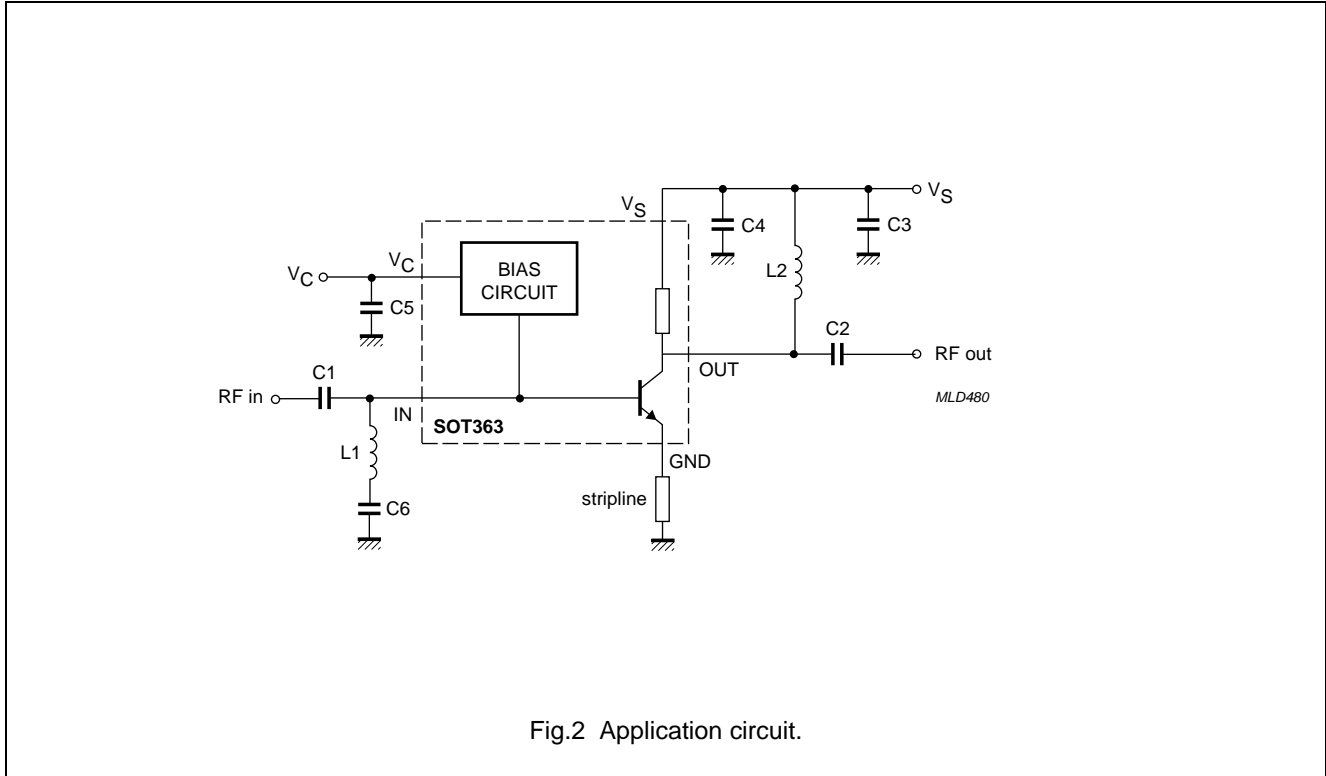 VS
VS
C4
C3
L2
VC
VC
BIAS
CIRCUIT
C5
C2
RF out
OUT
MLD480
C1
RF in
IN
SOT363
L1
GND
C6
stripline
Fig.2 Application circuit.